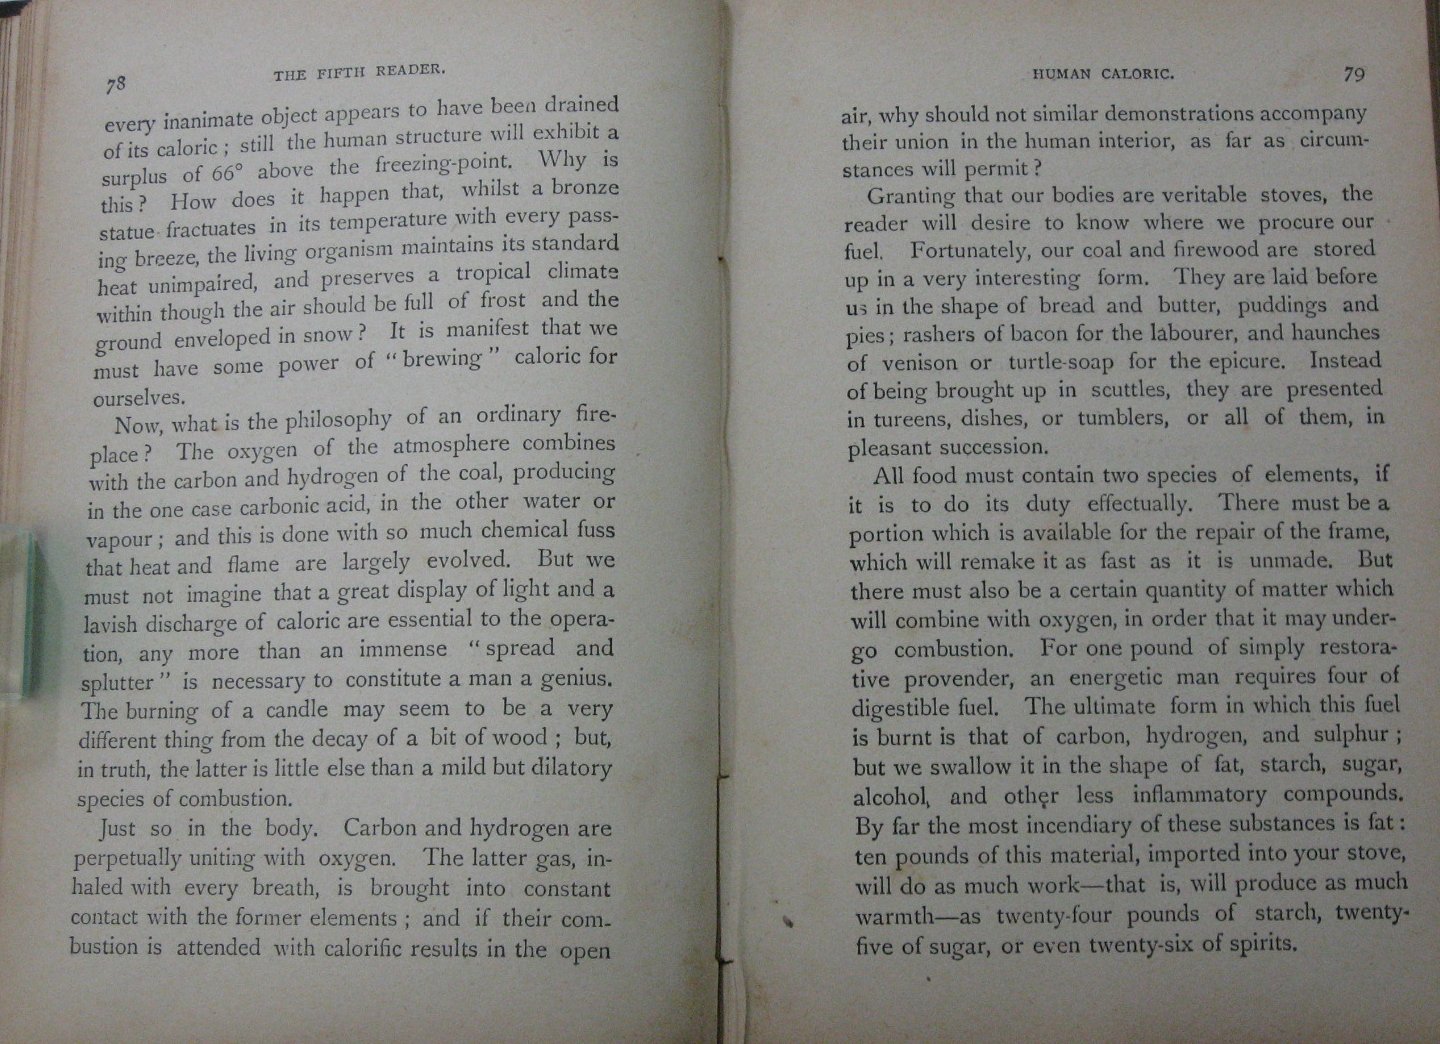 78
THE FIFTH READER.
every inanimate object appears to have been drained
of its caloric ; still the human structure will exhibit a
surplus of 66° above the freezing-point. Why is
this ? How does it happen that, whilst a bronze
statue fractuates in its temperature with every pass-
ing breeze, the living organism maintains its standard
heat unimpaired, and preserves a tropical climate
within though the air should be full of frost and the
ground enveloped in snow ? It is manifest that we
must have some power of “ brewing ” caloric for
ourselves.
Now, what is the philosophy of an ordinary fire-
place ? The oxygen of the atmosphere combines
with the carbon and hydrogen of the coal, producing
in the one case carbonic acid, in the other water or
vapour ; and this is done with so much chemical fuss
that heat and flame are largely evolved. But we
must not imagine that a great display of light and a
lavish discharge of caloric are essential to the opera-
tion, any more than an immense “ spread and
splutter ” is necessary to constitute a man a genius.
The burning of a candle may seem to be a very
different thing from the decay of a bit of wood ; but,
in truth, the latter is little else than a mild but dilatory
species of combustion.
Just so in the body. Carbon and hydrogen are
perpetually uniting with oxygen. The latter gas, in-
haled with every breath, is brought into constant
contact with the former elements ; and if their com-
bustion is attended with calorific results in the open
HUMAN CALORIC.
79
air, why should not similar demonstrations accompany
their union in the human interior, as far as circum-
stances will permit ?
Granting that our bodies are veritable stoves, the
reader will desire to know where we procure our
fuel. Fortunately, our coal and firewood are stored
up in a very interesting form. They are laid before
us in the shape of bread and butter, puddings and
pies ; rashers of bacon for the labourer, and haunches
of venison or turtle-soap for the epicure. Instead
of being brought up in scuttles, they are presented
in tureens, dishes, or tumblers, or all of them, in
pleasant succession.
All food must contain two species of elements, if
it is to do its duty effectually. There must be a
portion which is available for the repair of the frame,
which will remake it as fast as it is unmade. But
there must also be a certain quantity of matter which
will combine with oxygen, in order that it may under-
go combustion. For one pound of simply restora-
tive provender, an energetic man requires four of
digestible fuel. The ultimate form in which this fuel
is burnt is that of carbon, hydrogen, and sulphur ;
but we swallow it in the shape of fat, starch, sugar,
alcohol, and other less inflammatory compounds.
By far the most incendiary of these substances is fat :
ten pounds of this material, imported into your stove,
will do as much work—that is, will produce as much
warmth—as twenty-four pounds of starch, twenty-
five of sugar, or even twenty-six of spirits.